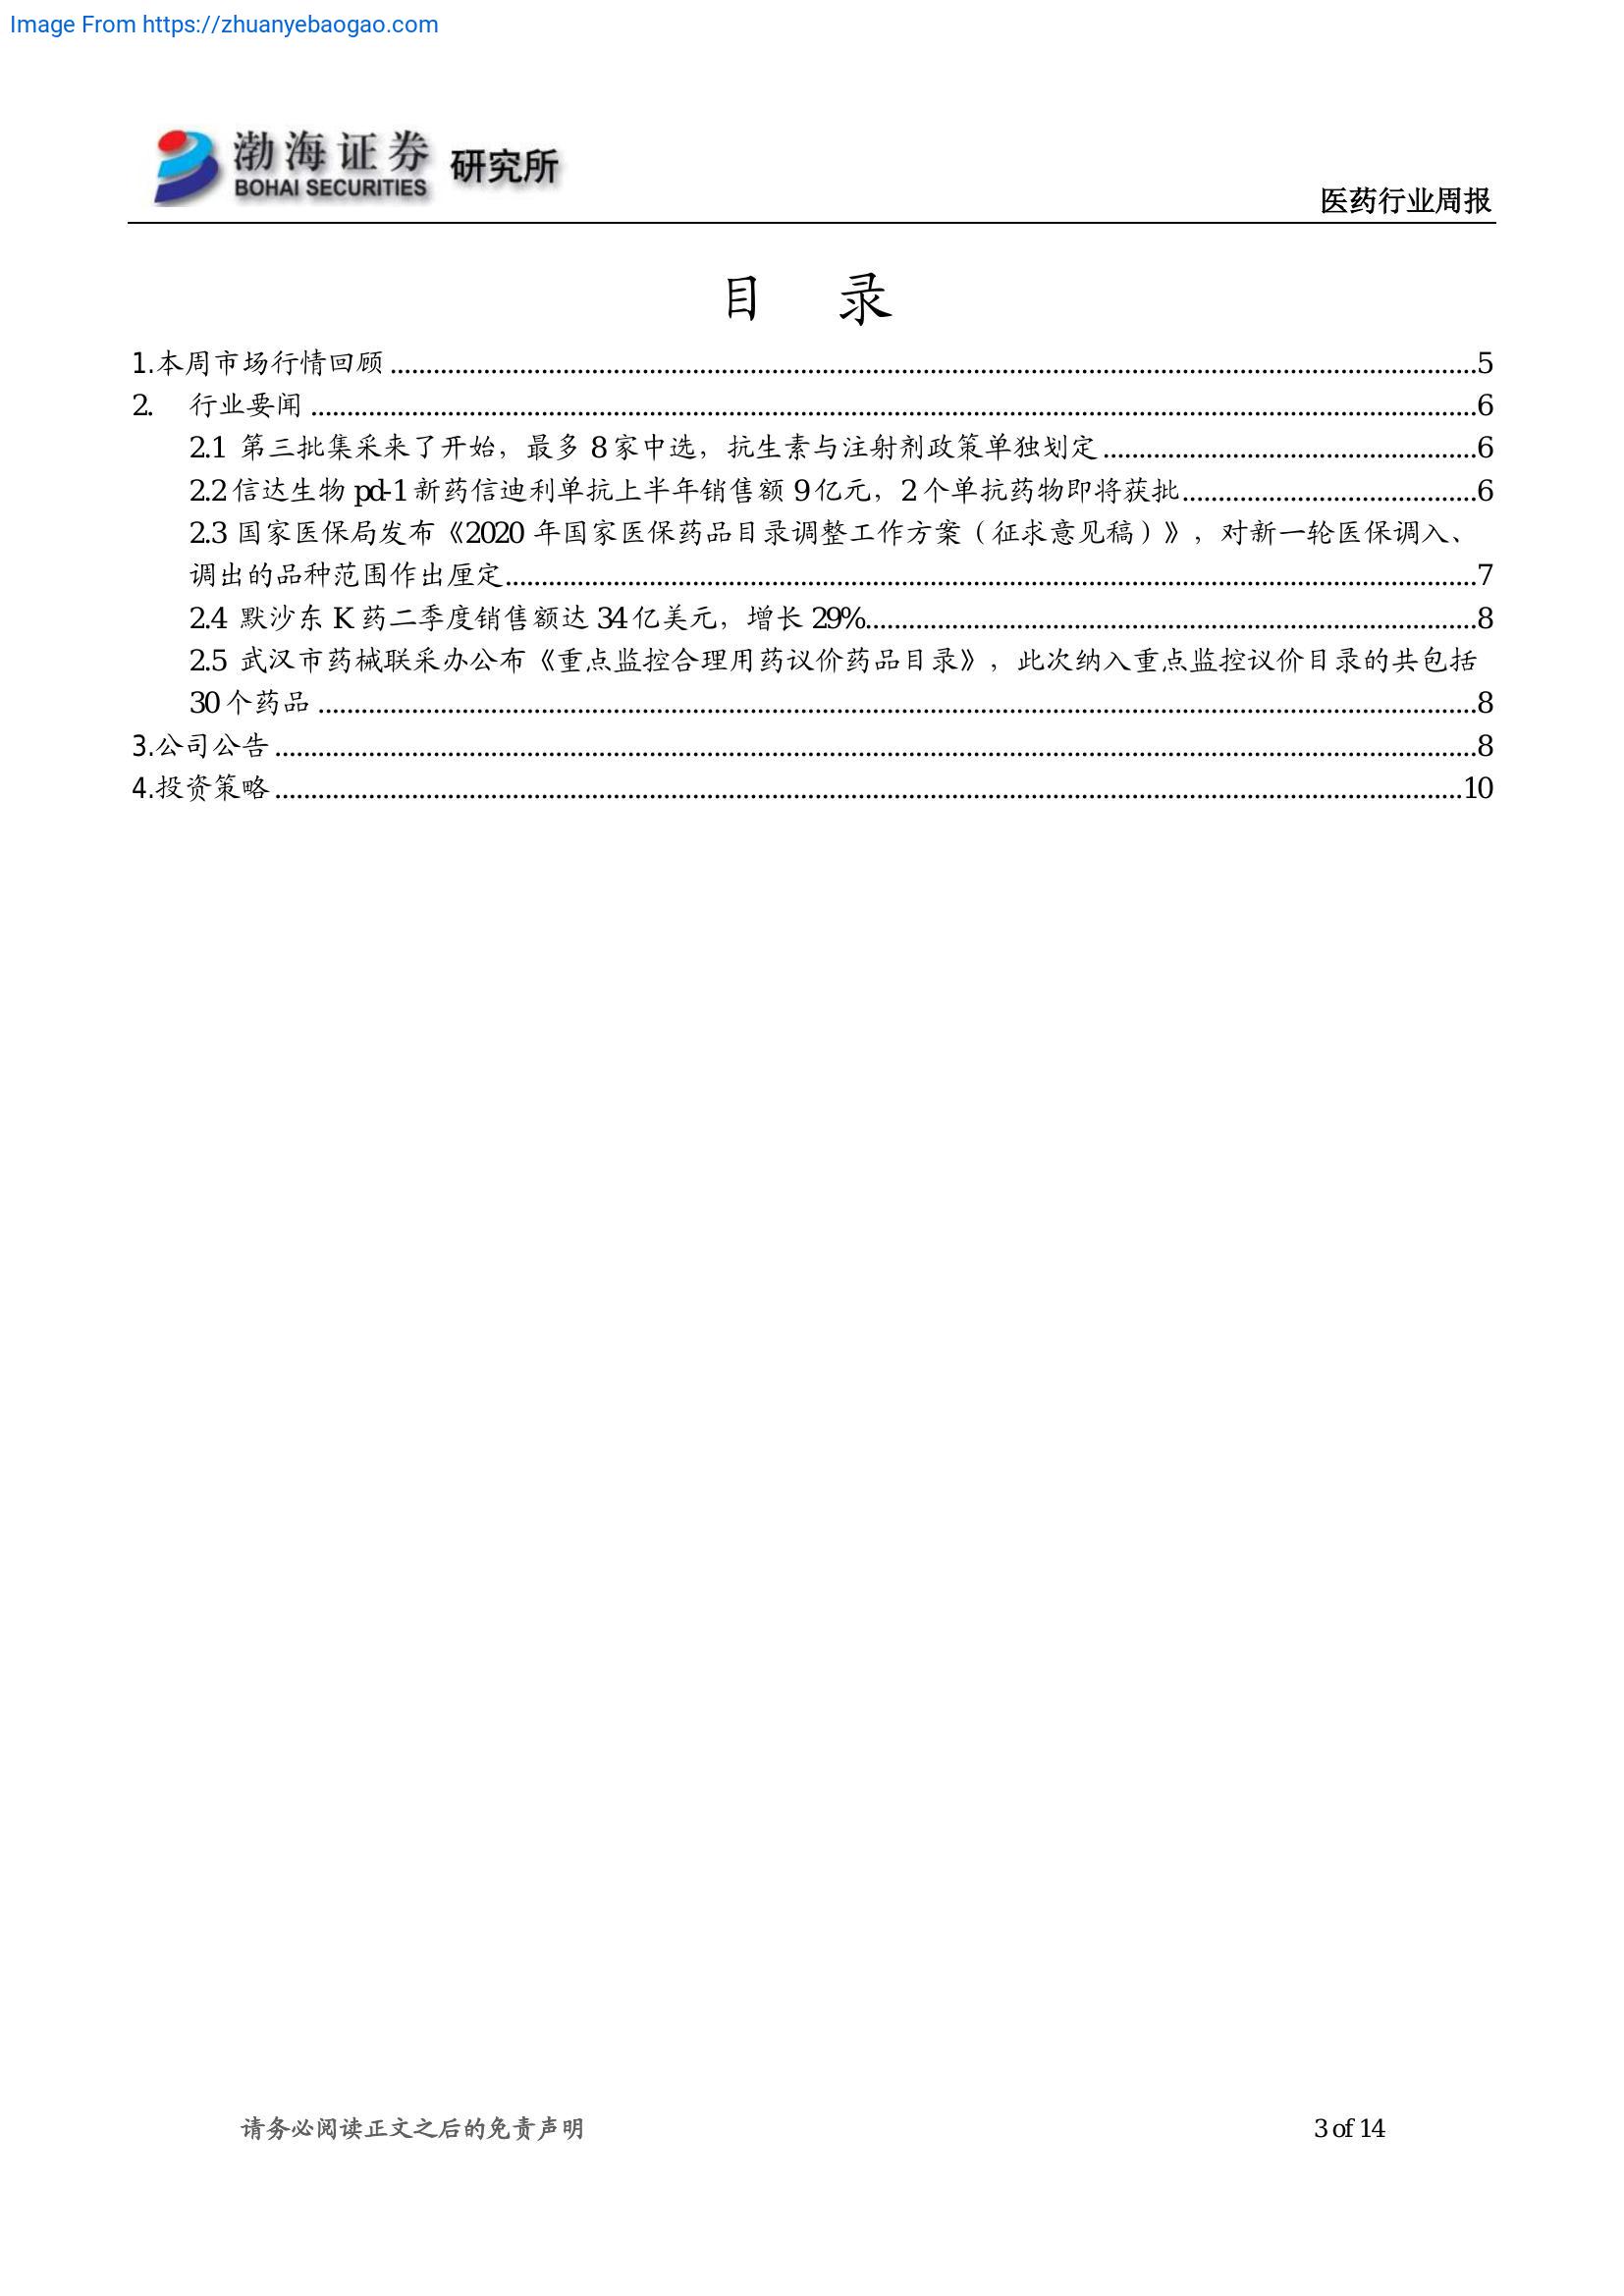 Image From https://zhuanyebaogao.com
渤海证券 研究所
BOHAI SECURITIES
医药行业周报
目 录
1.本周市场行情回顾 ........ 5
2. 行业要闻 ........ 6
2.1 第三批集采来了开始，最多 8 家中选，抗生素与注射剂政策单独划定 ........ 6
2.2 信达生物 pd-1 新药信迪利单抗上半年销售额 9 亿元，2 个单抗药物即将获批 ........ 6
2.3 国家医保局发布《2020 年国家医保药品目录调整工作方案（征求意见稿）》，对新一轮医保调入、
调出的品种范围作出厘定 ........ 7
2.4 默沙东 K 药二季度销售额达 34 亿美元，增长 29% ........ 8
2.5 武汉市药械联采办公布《重点监控合理用药议价药品目录》，此次纳入重点监控议价目录的共包括
30 个药品 ........ 8
3.公司公告 ........ 8
4.投资策略 ........ 10
请务必阅读正文之后的免责声明
3 of 14